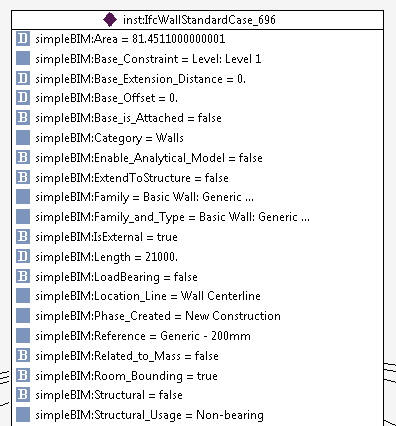 inst:IfcWallStandardCase_696
D simpleBIM:Area = 81.4511000000001
simpleBIM:Base_Constraint = Level: Level 1
D simpleBIM:Base_Extension_Distance = 0.
D simpleBIM:Base_Offset = 0.
B simpleBIM:Base_is_Attached = false
simpleBIM:Category = Walls
B simpleBIM:Enable_Analytical_Model = false
B simpleBIM:ExtendToStructure = false
simpleBIM:Family = Basic Wall: Generic ...
simpleBIM:Family_and_Type = Basic Wall: Generic ...
B simpleBIM:IsExternal = true
D simpleBIM:Length = 21000.
B simpleBIM:LoadBearing = false
simpleBIM:Location_Line = Wall Centerline
simpleBIM:Phase_Created = New Construction
simpleBIM:Reference = Generic - 200mm
B simpleBIM:Related_to_Mass = false
B simpleBIM:Room_Bounding = true
B simpleBIM:Structural = false
simpleBIM:Structural_Usage = Non-bearing